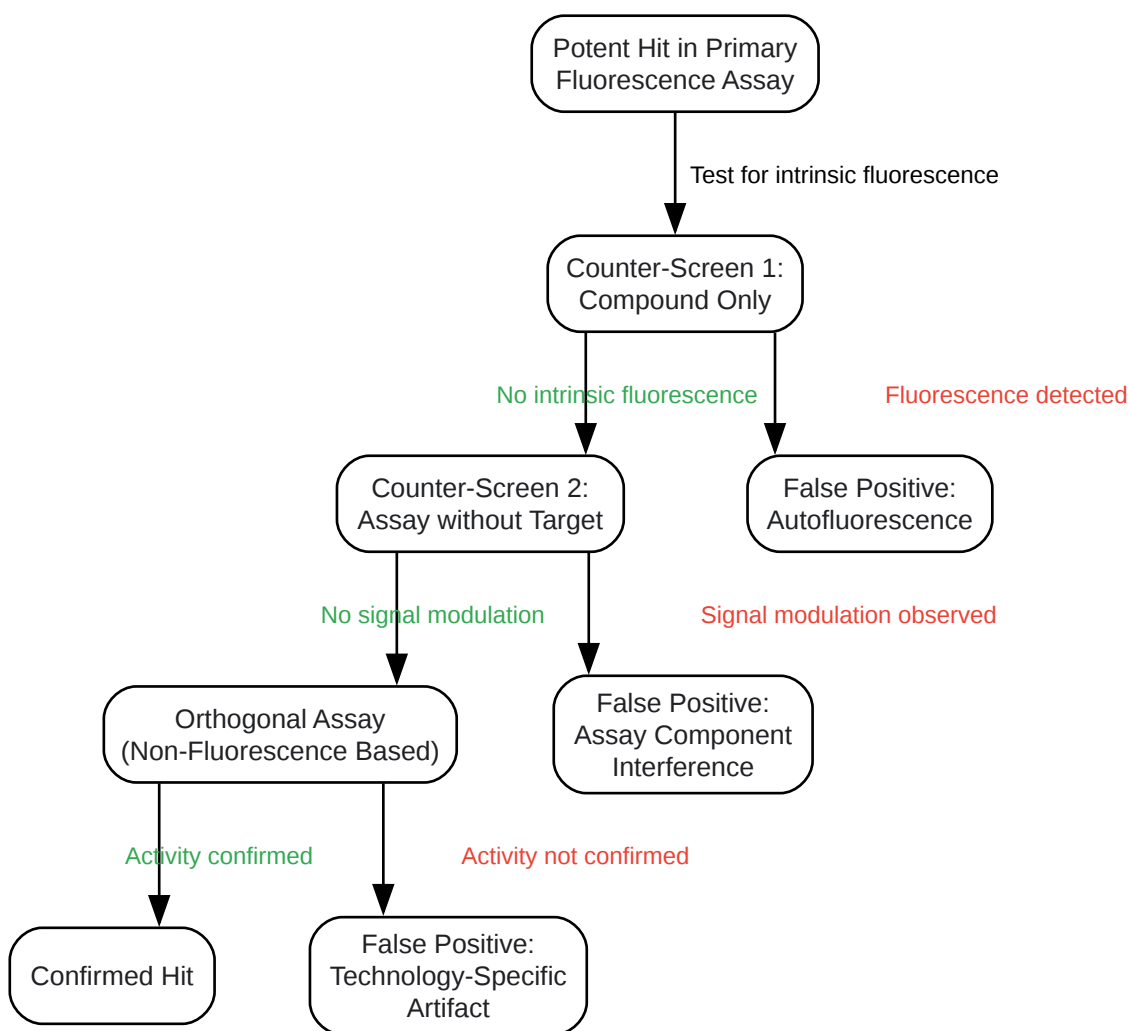 Potent Hit in Primary
Fluorescence Assay
Test for intrinsic fluorescence
Counter-Screen 1:
Compound Only
No intrinsic fluorescence
Fluorescence detected
Counter-Screen 2:
Assay without Target
False Positive:
Autofluorescence
No signal modulation
Signal modulation observed
Orthogonal Assay
(Non-Fluorescence Based)
False Positive:
Assay Component
Interference
Activity confirmed
Activity not confirmed
Confirmed Hit
False Positive:
Technology-Specific
Artifact